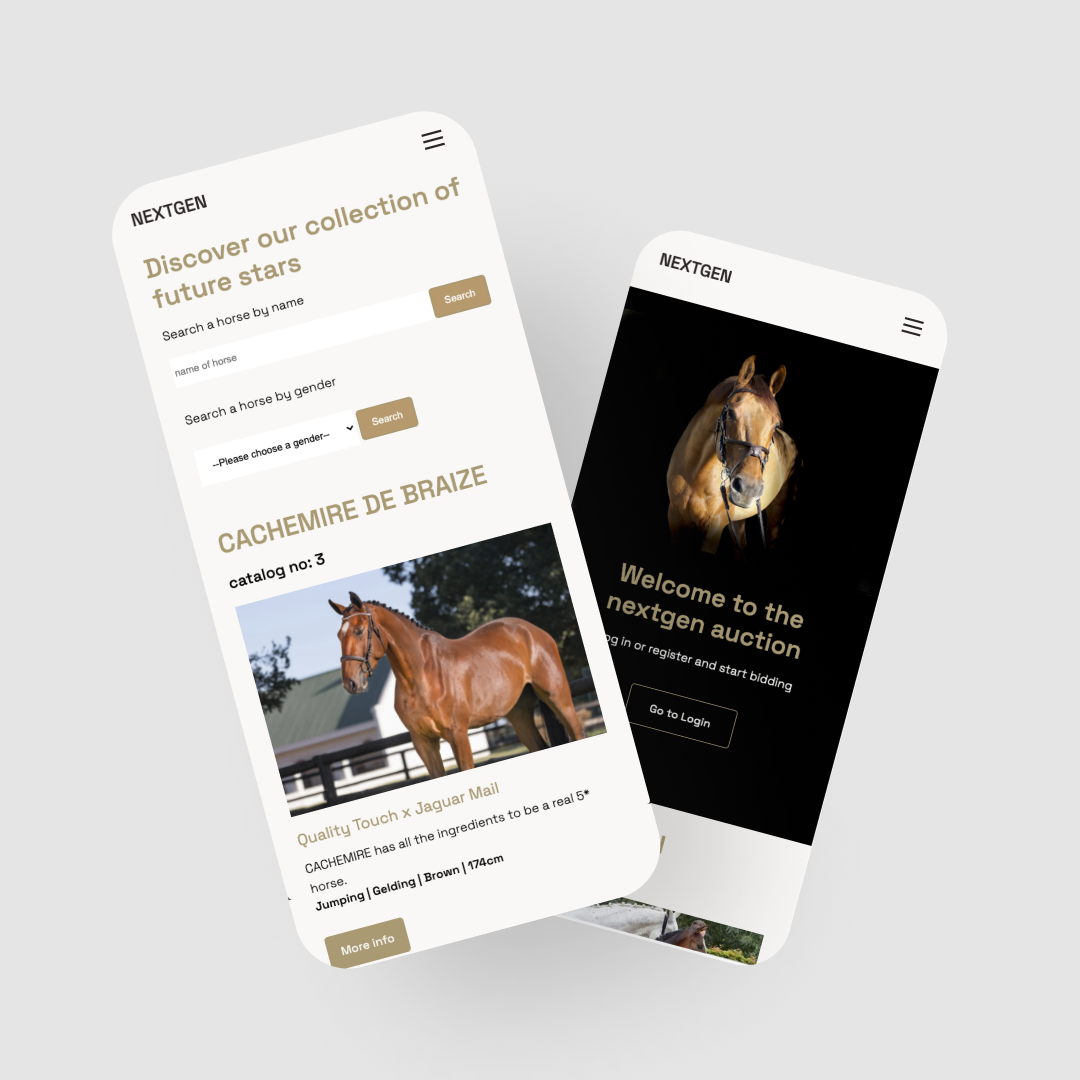 NEXTGEN
Discover our collection of
future stars
Search a horse by name
name of horse
Search
Search a horse by gender
--Please choose a gender--
Search
CACHEMIRE DE BRAIZE
catalog no: 3
Quality Touch x Jaguar Mail
CACHEMIRE has all the ingredients to be a real 5*
horse.
Jumping | Gelding | Brown | 174cm
More info
NEXTGEN
Welcome to the
nextgen auction
og in or register and start bidding
Go to Login